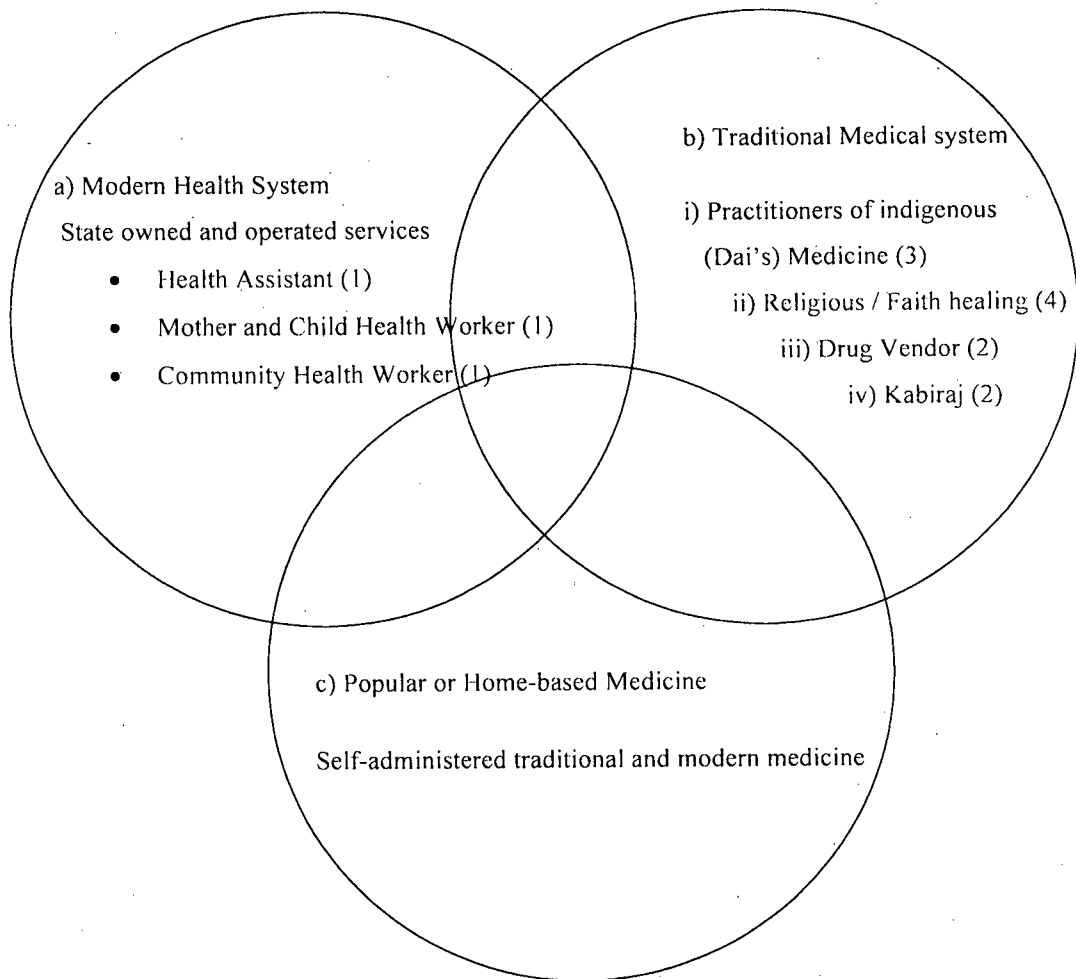 a) Modern Health System
State owned and operated services
• Health Assistant (1)
• Mother and Child Health Worker (1)
• Community Health Worker (1)
b) Traditional Medical system
i) Practitioners of indigenous
(Dai's) Medicine (3)
ii) Religious / Faith healing (4)
iii) Drug Vendor (2)
iv) Kabiraj (2)
c) Popular or Home-based Medicine
Self-administered traditional and modern medicine